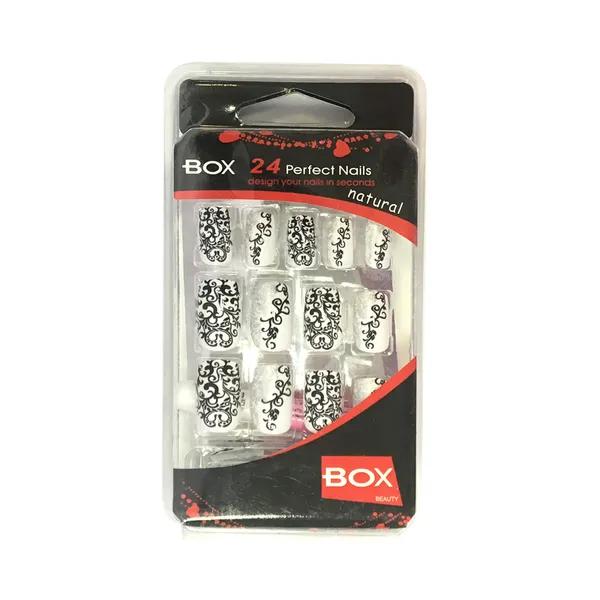 BOX 24 Perfect Nails
design your nails in seconds
natural
BOX
BEAUTY